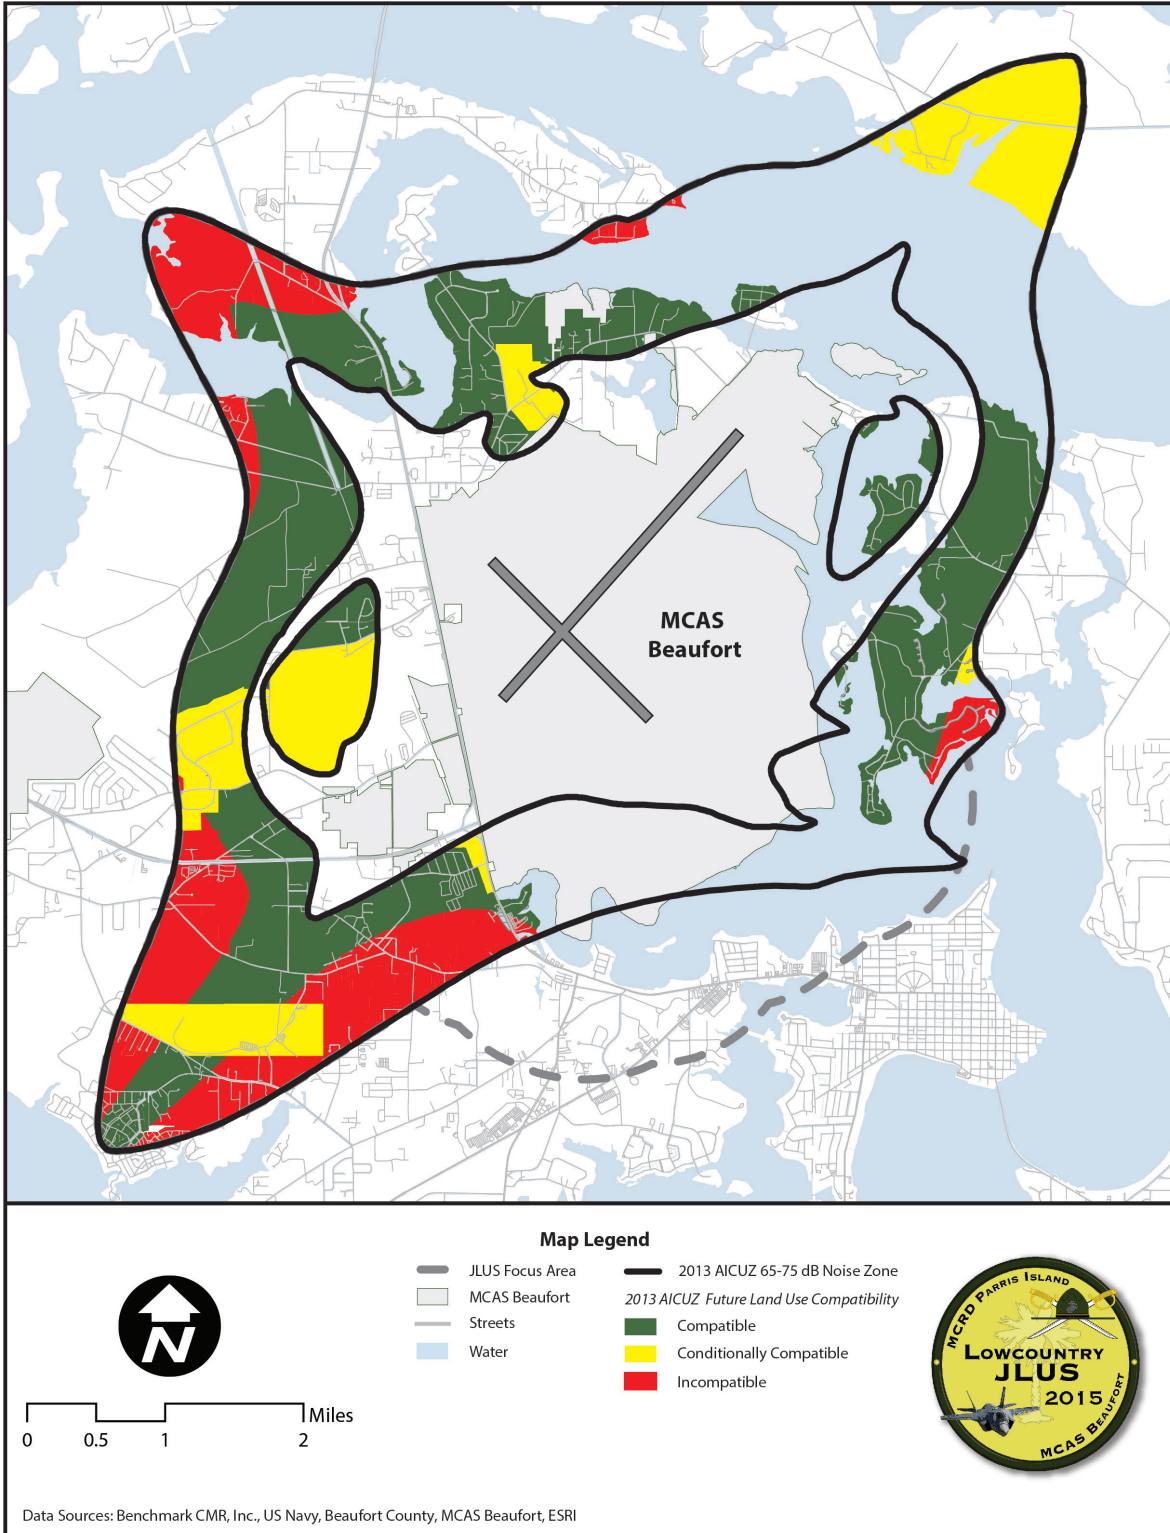 MCAS
Beaufort
Map Legend
JLUS Focus Area
MCAS Beaufort
Streets
Water
2013 AICUZ 65-75 dB Noise Zone
2013 AICUZ Future Land Use Compatibility
Compatible
Conditionally Compatible
Incompatible
N
Miles
0 0.5 1 2
MCRD PARRIS ISLAND
LOWCOUNTRY
JLUS
2015
MCAS BEAUFORT
Data Sources: Benchmark CMR, Inc., US Navy, Beaufort County, MCAS Beaufort, ESRI